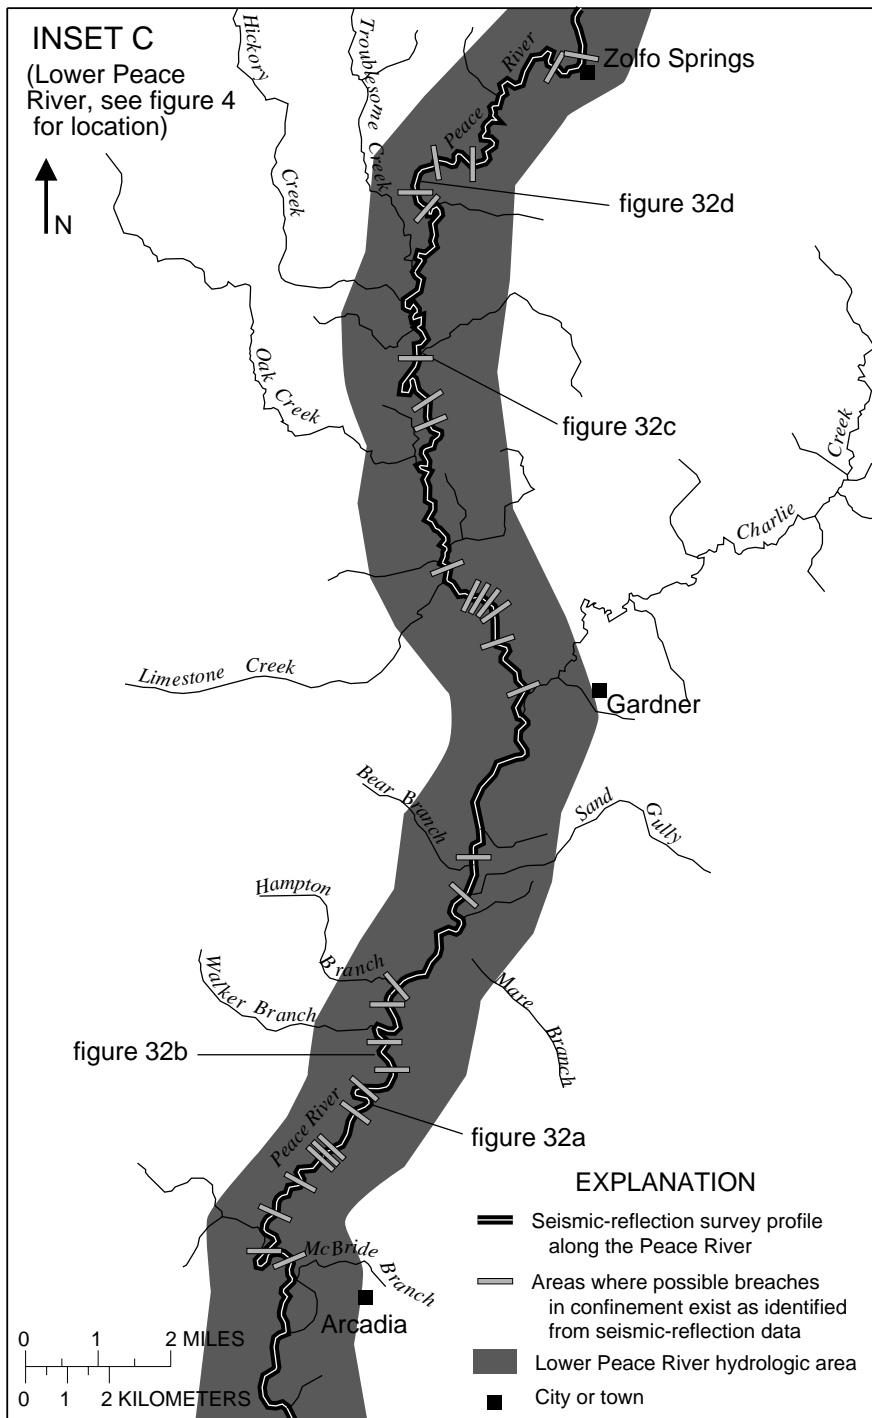 INSET C
(Lower Peace
River, see figure 4
for location)
N
Hickory
Creek
Troublesome Creek
Peace River
Zolfo Springs
figure 32d
Oak Creek
figure 32c
Charlie Creek
Limestone Creek
Gardner
Bear Branch
Sand Gully
Hampton
Branch
Walker Branch
Mare Branch
figure 32b
Peace River
figure 32a
McBride Branch
Arcadia
EXPLANATION
Seismic-reflection survey profile
along the Peace River
Areas where possible breaches
in confinement exist as identified
from seismic-reflection data
Lower Peace River hydrologic area
City or town
0 1 2 MILES
0 1 2 KILOMETERS